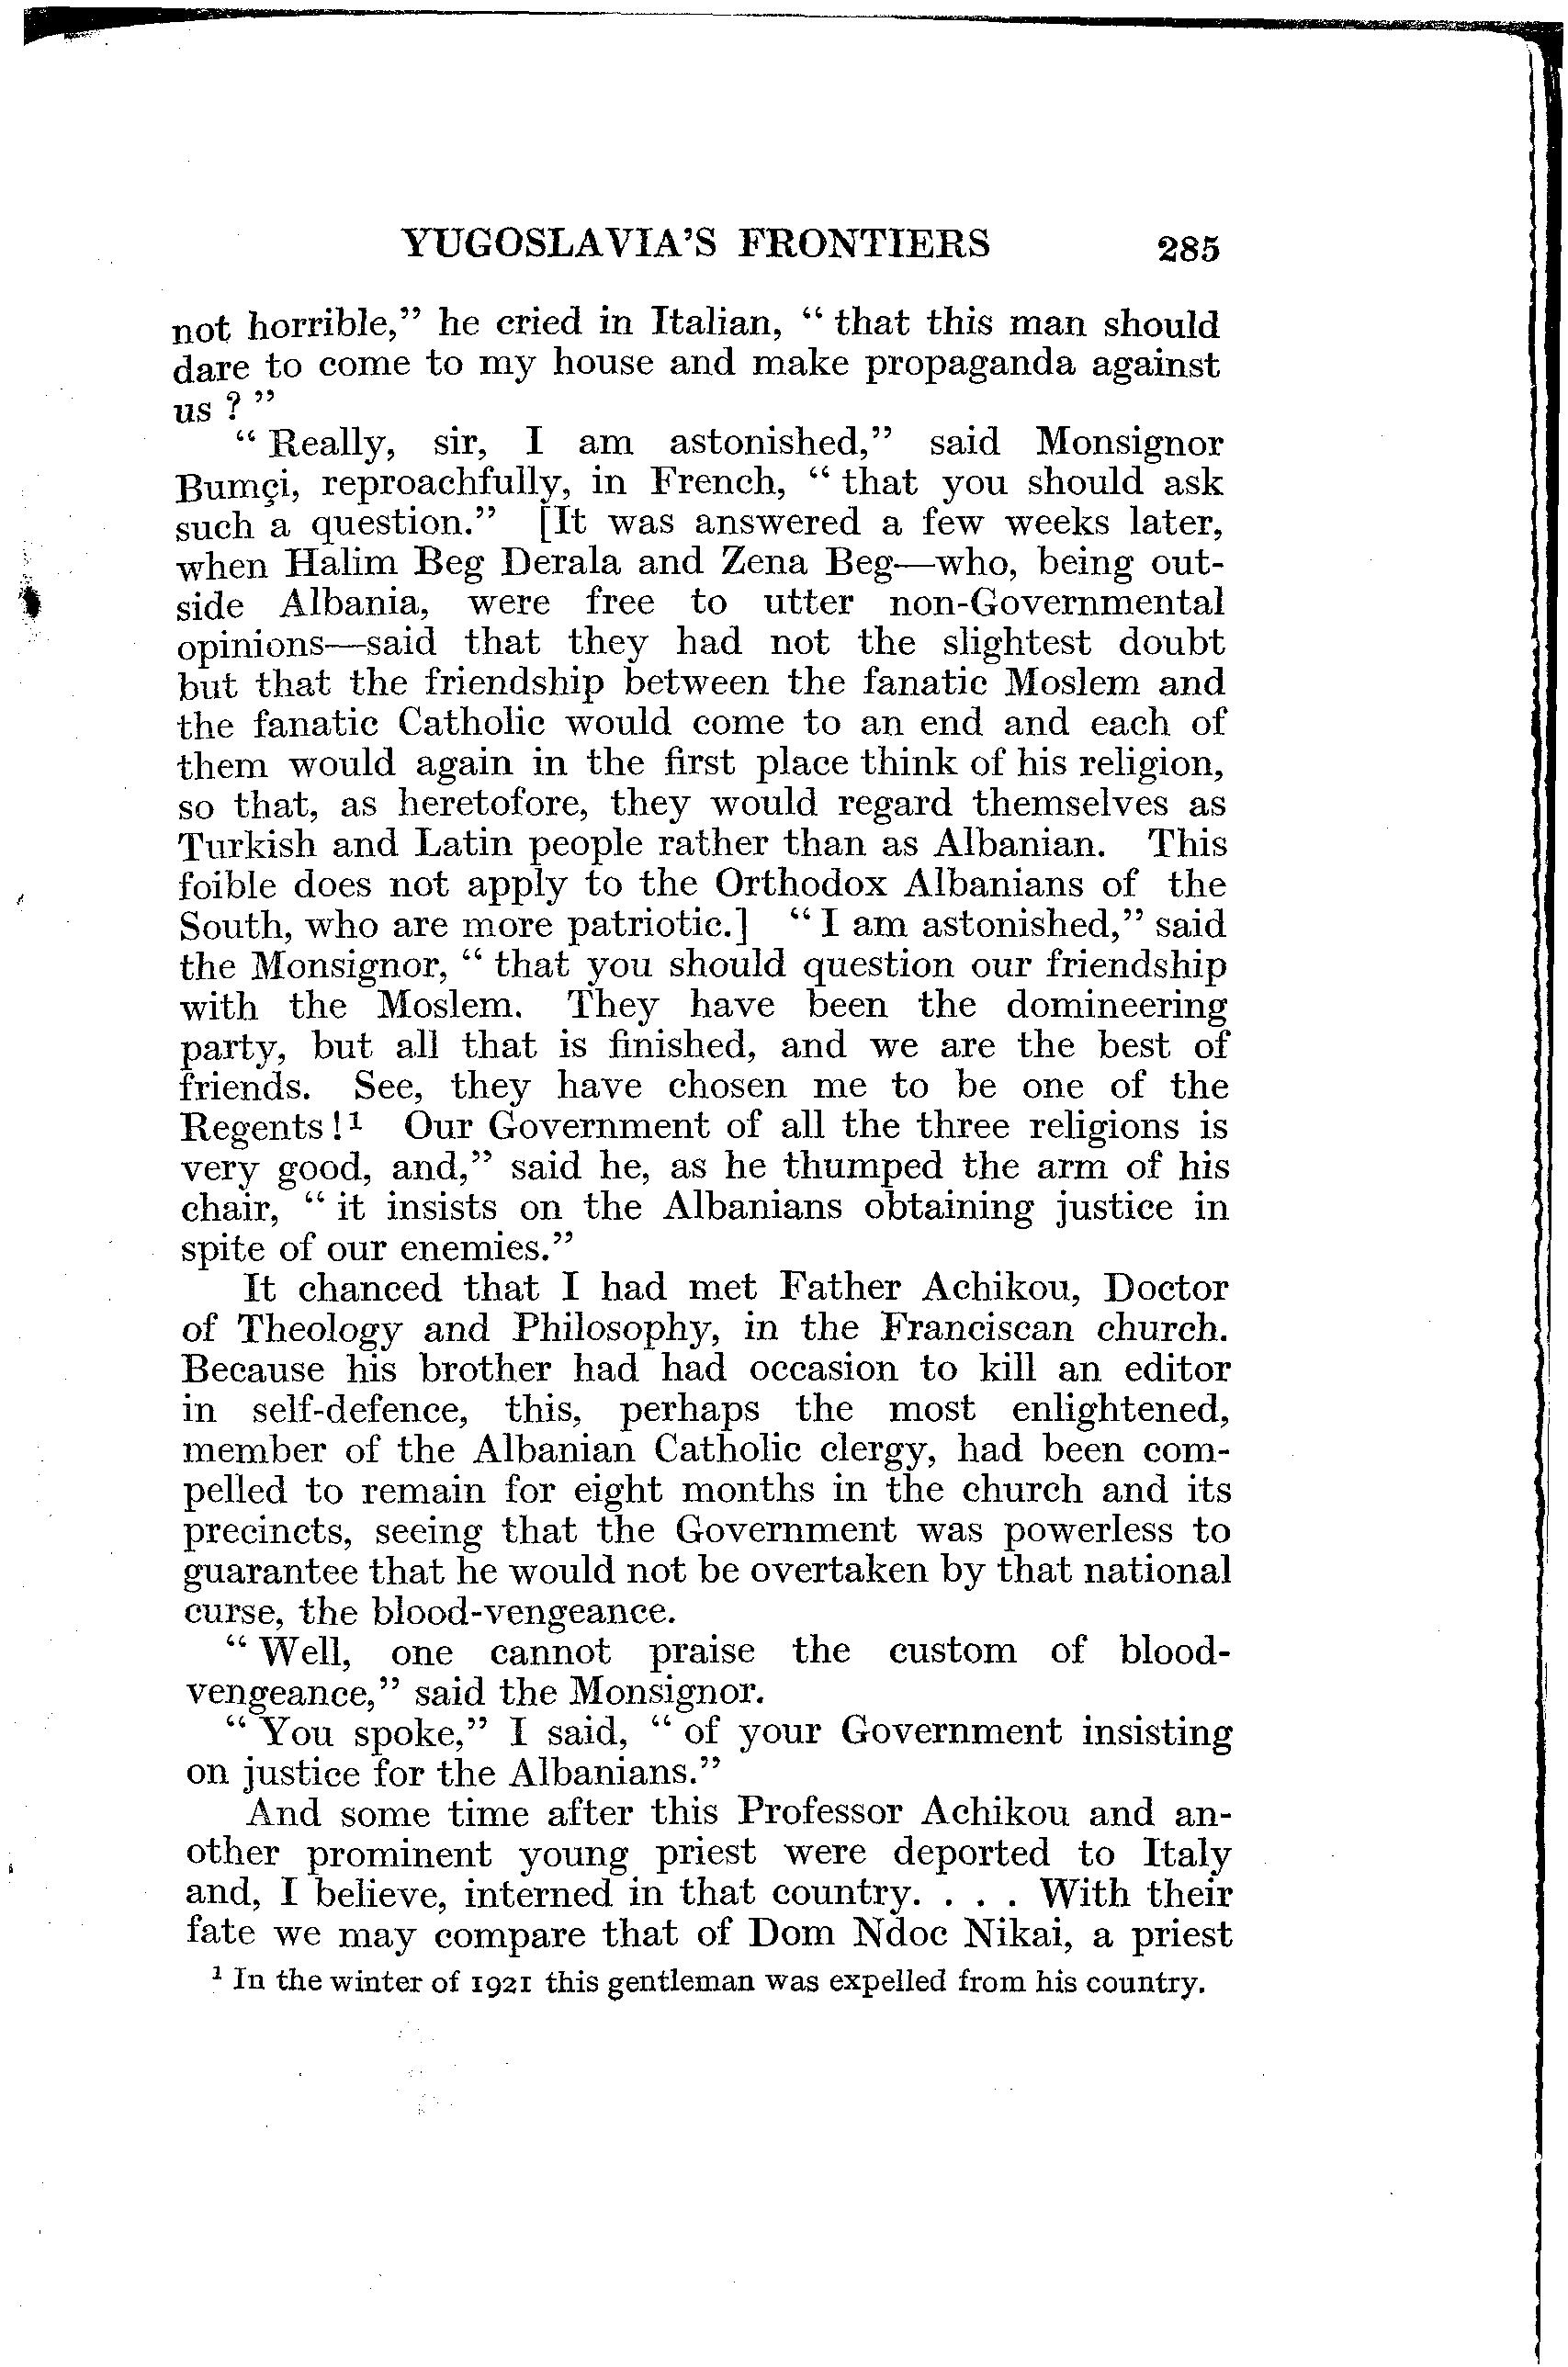 YUGOSLAVIA'S FRONTIERS 285
not horrible,” he cried in Italian, “ that this man should
dare to come to my house and make propaganda against
us ? ”
“ Really, sir, I am astonished,” said Monsignor
Bumçi, reproachfully, in French, “ that you should ask
such a question.” [It was answered a few weeks later,
when Halim Beg Derala and Zena Beg—who, being out-
side Albania, were free to utter non-Governmental
opinions—said that they had not the slightest doubt
but that the friendship between the fanatic Moslem and
the fanatic Catholic would come to an end and each of
them would again in the first place think of his religion,
so that, as heretofore, they would regard themselves as
Turkish and Latin people rather than as Albanian. This
foible does not apply to the Orthodox Albanians of the
South, who are more patriotic.] “ I am astonished,” said
the Monsignor, “ that you should question our friendship
with the Moslem. They have been the domineering
party, but all that is finished, and we are the best of
friends. See, they have chosen me to be one of the
Regents !¹ Our Government of all the three religions is
very good, and,” said he, as he thumped the arm of his
chair, “ it insists on the Albanians obtaining justice in
spite of our enemies.”
It chanced that I had met Father Achikou, Doctor
of Theology and Philosophy, in the Franciscan church.
Because his brother had had occasion to kill an editor
in self-defence, this, perhaps the most enlightened,
member of the Albanian Catholic clergy, had been com-
pelled to remain for eight months in the church and its
precincts, seeing that the Government was powerless to
guarantee that he would not be overtaken by that national
curse, the blood-vengeance.
“ Well, one cannot praise the custom of blood-
vengeance,” said the Monsignor.
“ You spoke,” I said, “ of your Government insisting
on justice for the Albanians.”
And some time after this Professor Achikou and an-
other prominent young priest were deported to Italy
and, I believe, interned in that country. . . . With their
fate we may compare that of Dom Ndoc Nikai, a priest
¹ In the winter of 1921 this gentleman was expelled from his country.